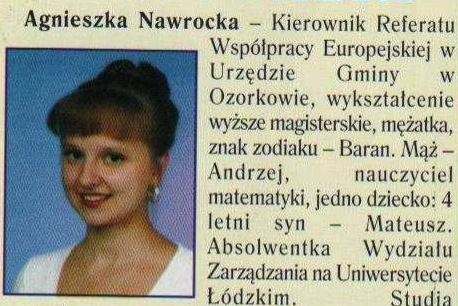 Agnieszka Nawrocka – Kierownik Referatu
Współpracy Europejskiej w
Urzędzie Gminy w
Ozorkowie, wykształcenie
wyższe magisterskie, mężatka,
znak zodiaku – Baran. Mąż –
Andrzej, nauczyciel
matematyki, jedno dziecko: 4
letni syn – Mateusz.
Absolwentka Wydziału
Zarządzania na Uniwersytecie
Łódzkim. Studia